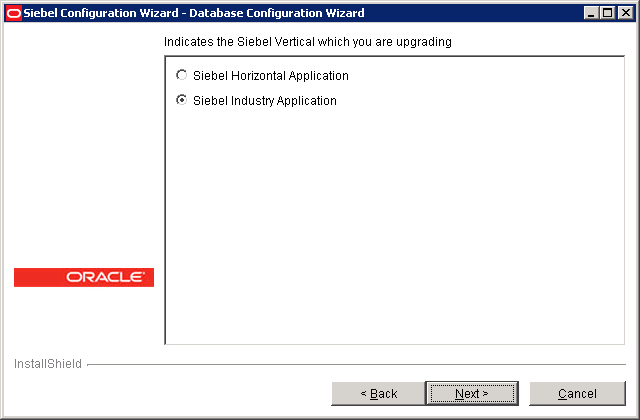 Siebel Configuration Wizard - Database Configuration Wizard
Indicates the Siebel Vertical which you are upgrading
Siebel Horizontal Application
Siebel Industry Application
ORACLE
InstallShield
< Back
Next >
Cancel